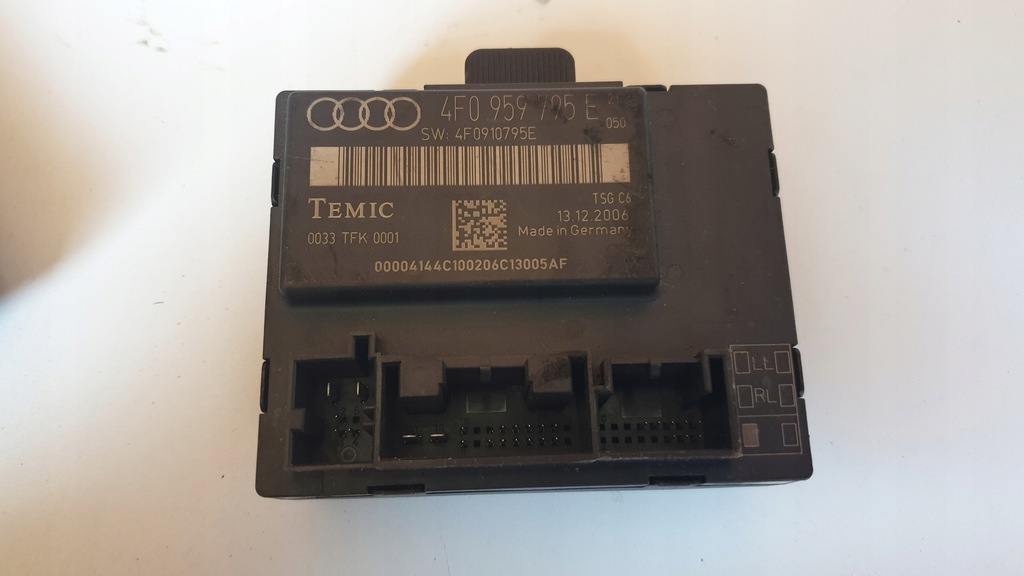 4F0 959 795 E
050
SW: 4F0910795E
TEMIC
TSG C6
13.12.2006
0033 TFK 0001
Made in Germany
00004144C100206C13005AF
LL
RL